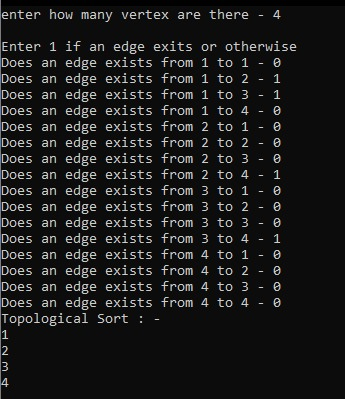 enter how many vertex are there - 4
Enter 1 if an edge exits or otherwise
Does an edge exists from 1 to 1 - 0
Does an edge exists from 1 to 2 - 1
Does an edge exists from 1 to 3 - 1
Does an edge exists from 1 to 4 - 0
Does an edge exists from 2 to 1 - 0
Does an edge exists from 2 to 2 - 0
Does an edge exists from 2 to 3 - 0
Does an edge exists from 2 to 4 - 1
Does an edge exists from 3 to 1 - 0
Does an edge exists from 3 to 2 - 0
Does an edge exists from 3 to 3 - 0
Does an edge exists from 3 to 4 - 1
Does an edge exists from 4 to 1 - 0
Does an edge exists from 4 to 2 - 0
Does an edge exists from 4 to 3 - 0
Does an edge exists from 4 to 4 - 0
Topological Sort : -
1
2
3
4